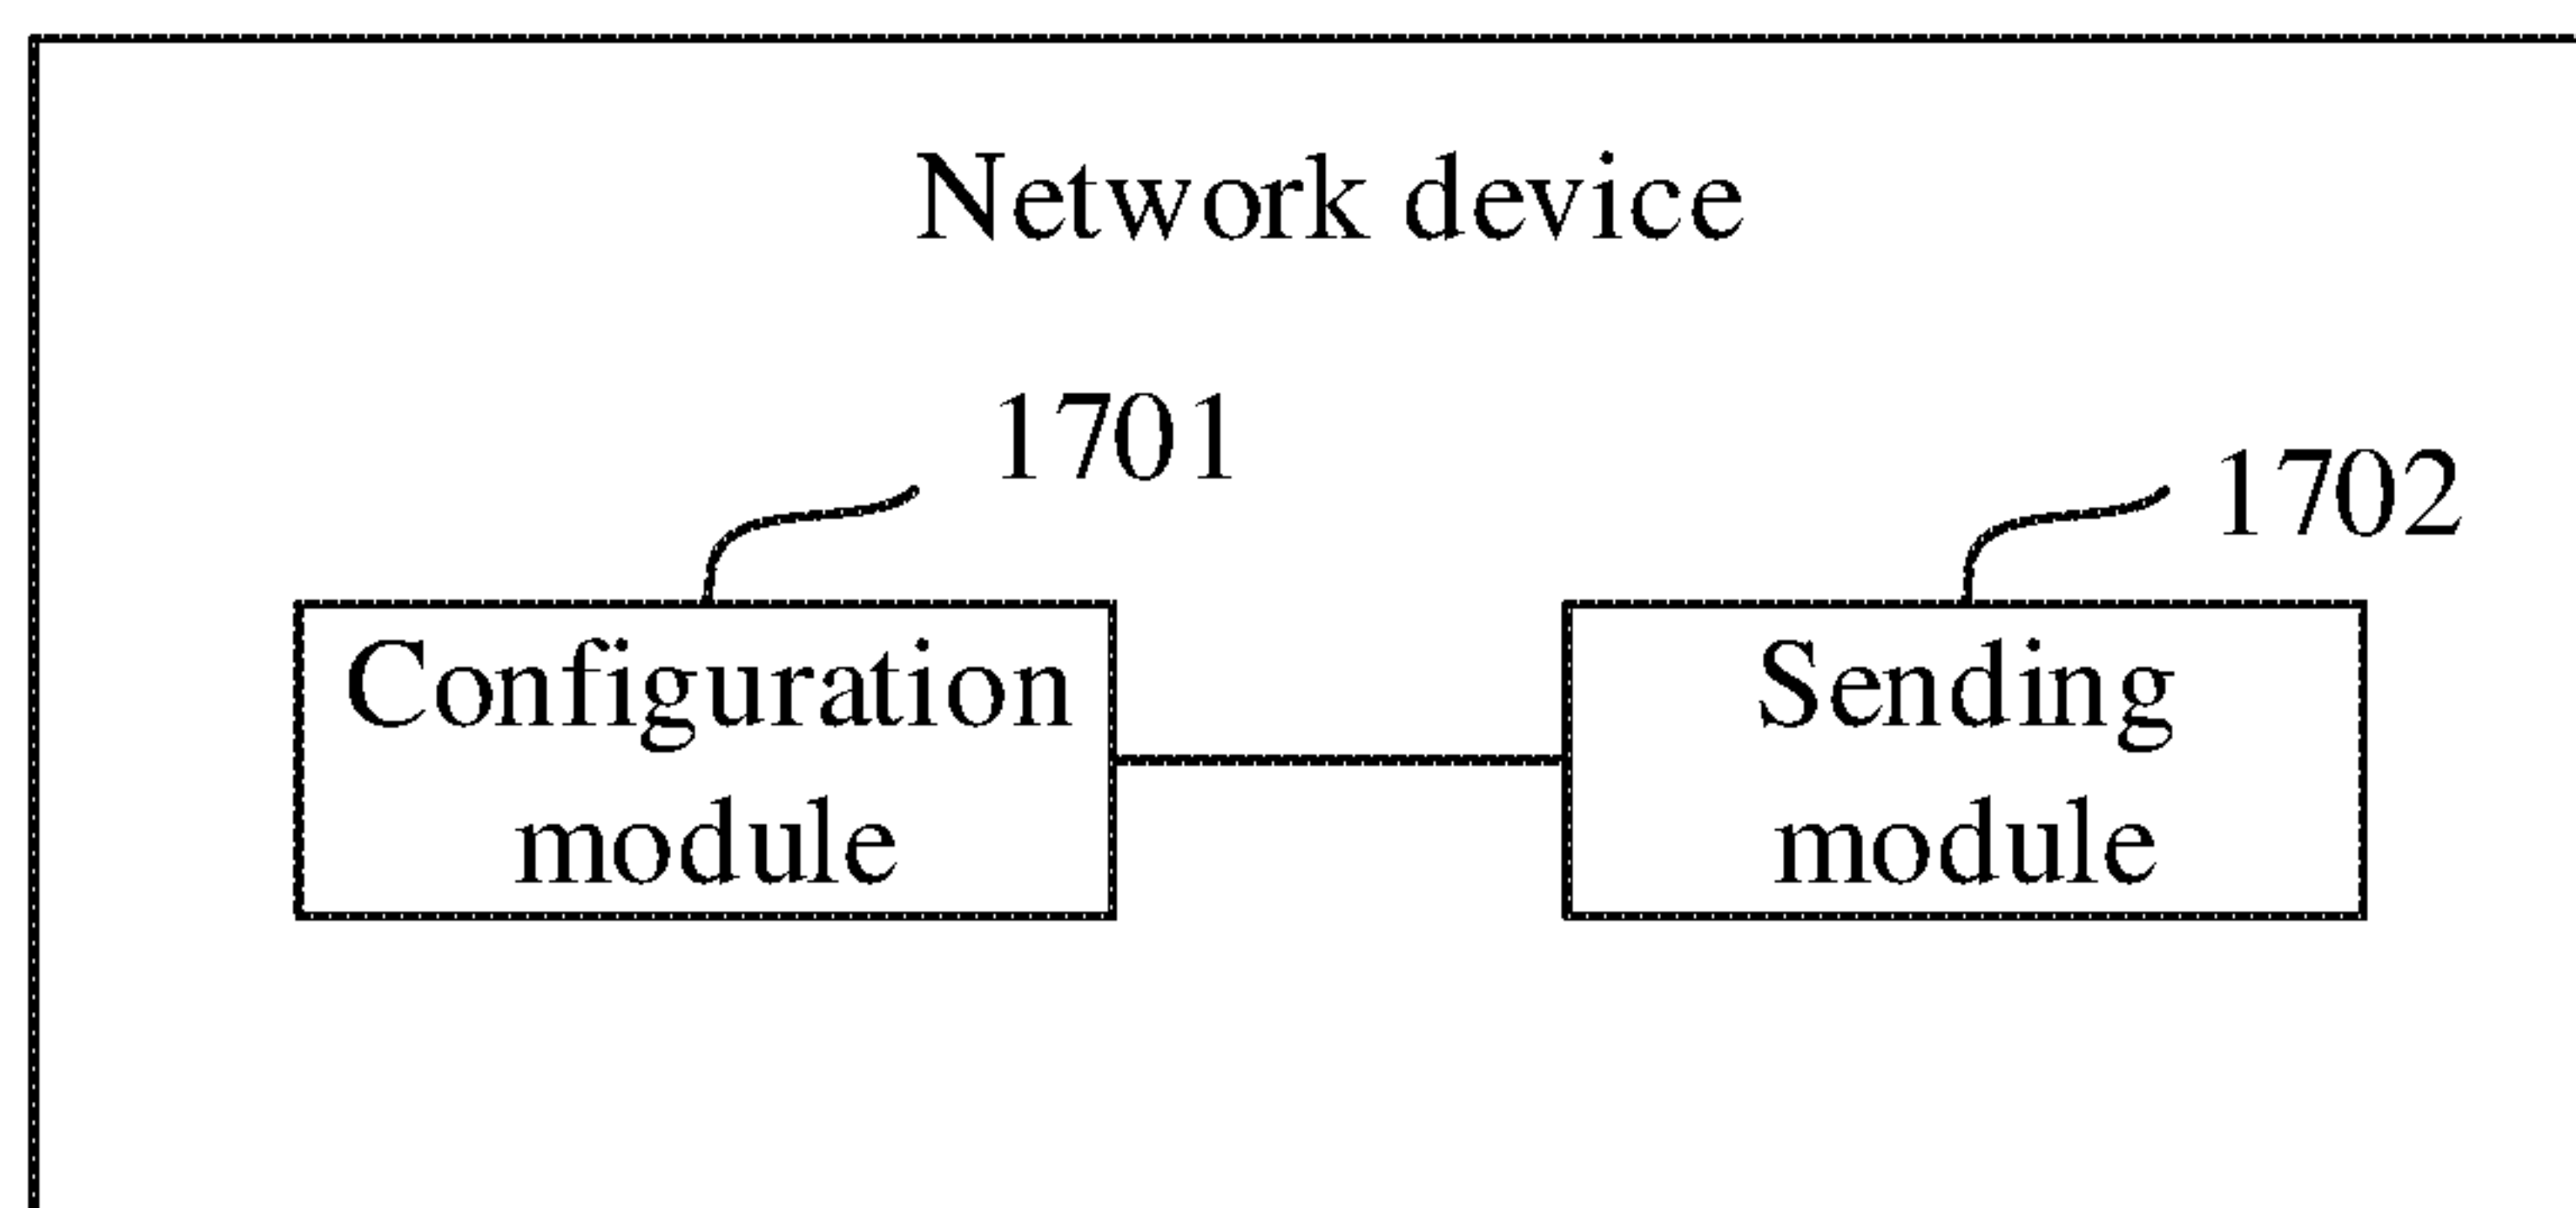 Network device
1701
1702
Configuration
module
Sending
module